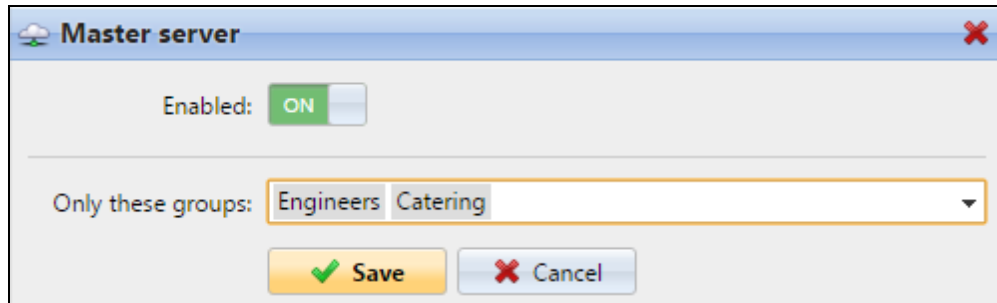 Master server
Enabled: ON
Only these groups: Engineers Catering
Save Cancel